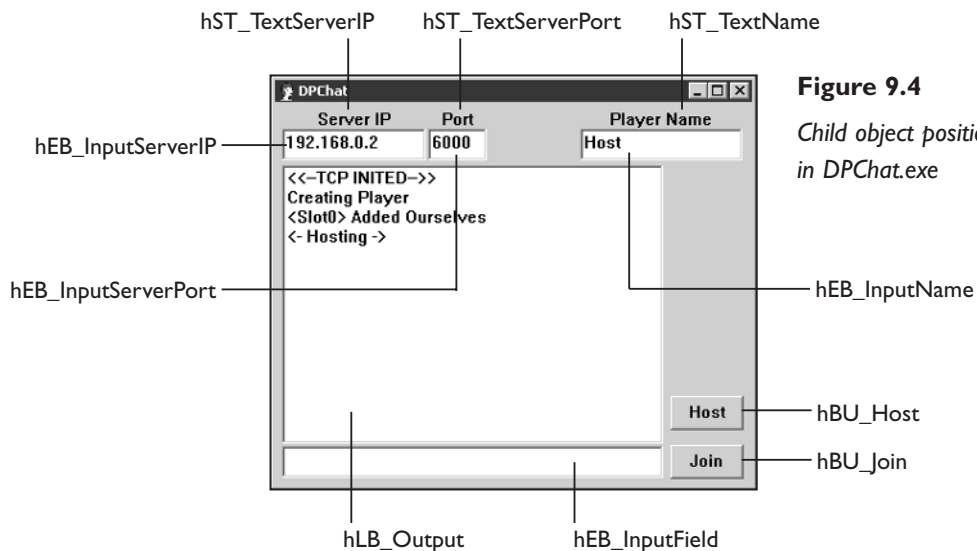 hST_TextServerIP hST_TextServerPort hST_TextName
Figure 9.4
Child object positio
in DPChat.exe
DPChat
Server IP Port Player Name
hEB_InputServerIP
192.168.0.2 6000 Host
<<-TCP INITED->>
Creating Player
<Slot0> Added Ourselves
<- Hosting ->
hEB_InputServerPort
hEB_InputName
Host
hBU_Host
Join
hBU_Join
hLB_Output hEB_InputField